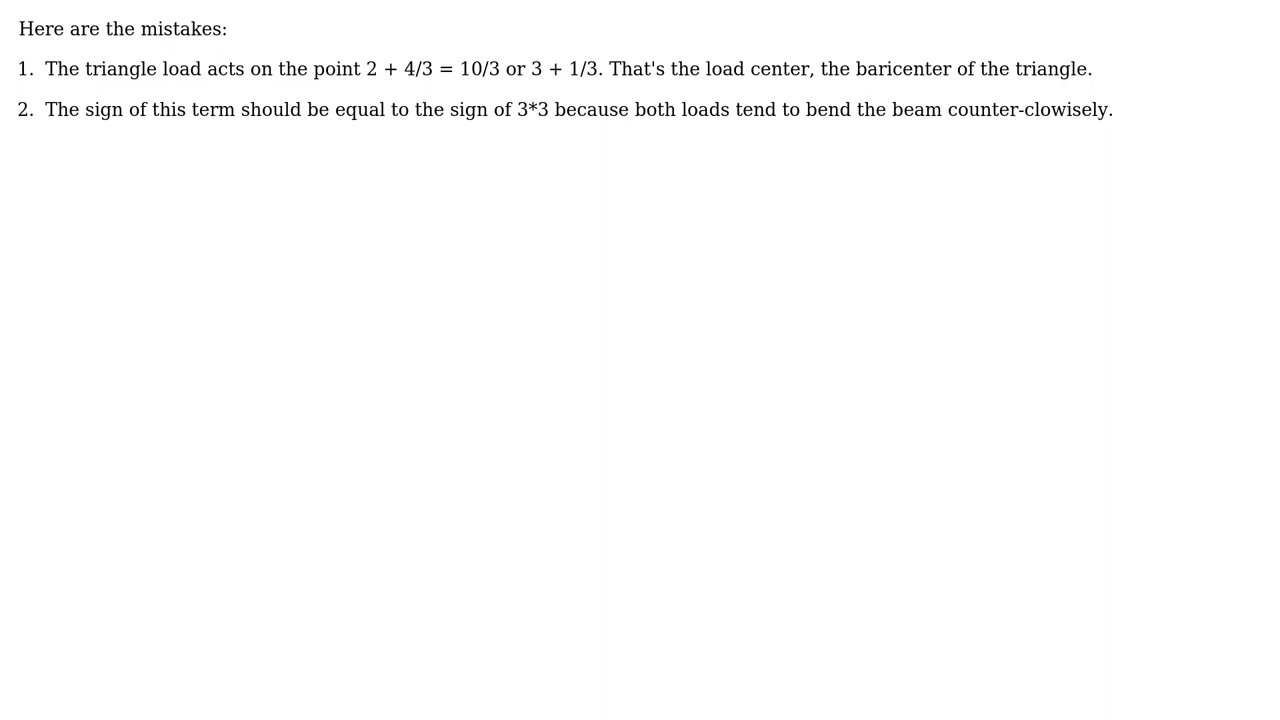 Here are the mistakes:
1. The triangle load acts on the point 2 + 4/3 = 10/3 or 3 + 1/3. That's the load center, the baricenter of the triangle.
2. The sign of this term should be equal to the sign of 3*3 because both loads tend to bend the beam counter-clowisely.